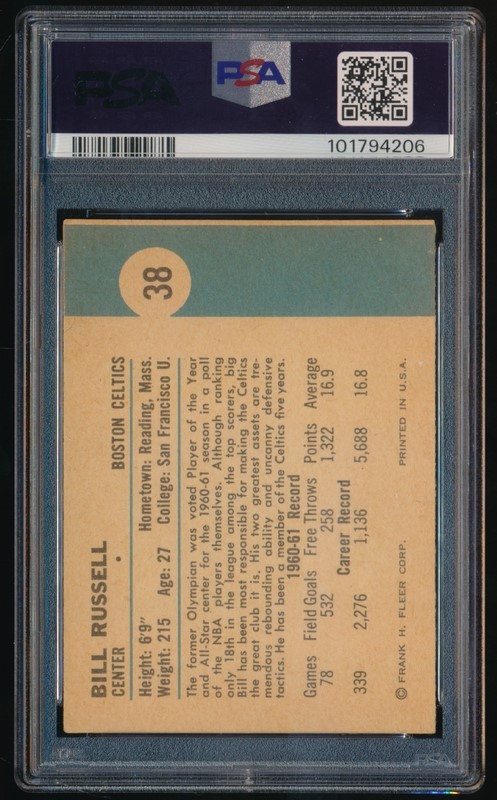 PSA
PSA
101794206
38
BILL RUSSELL
CENTER • BOSTON CELTICS
Height: 6'9" Hometown: Reading, Mass.
Weight: 215 Age: 27 College: San Francisco U.
The former Olympian was voted Player of the Year
and All-Star center for the 1960-61 season in a poll
of the NBA players themselves. Although ranking
only 18th in the league among the top scorers, big
Bill has been most responsible for making the Celtics
the great club it is. His two greatest assets are tre-
mendous rebounding ability and uncanny defensive
tactics. He has been a member of the Celtics five years.
1960-61 Record
Games Field Goals Free Throws Points Average
78 532 258 1,322 16.9
Career Record
339 2,276 1,136 5,688 16.8
© FRANK H. FLEER CORP. PRINTED IN U.S.A.